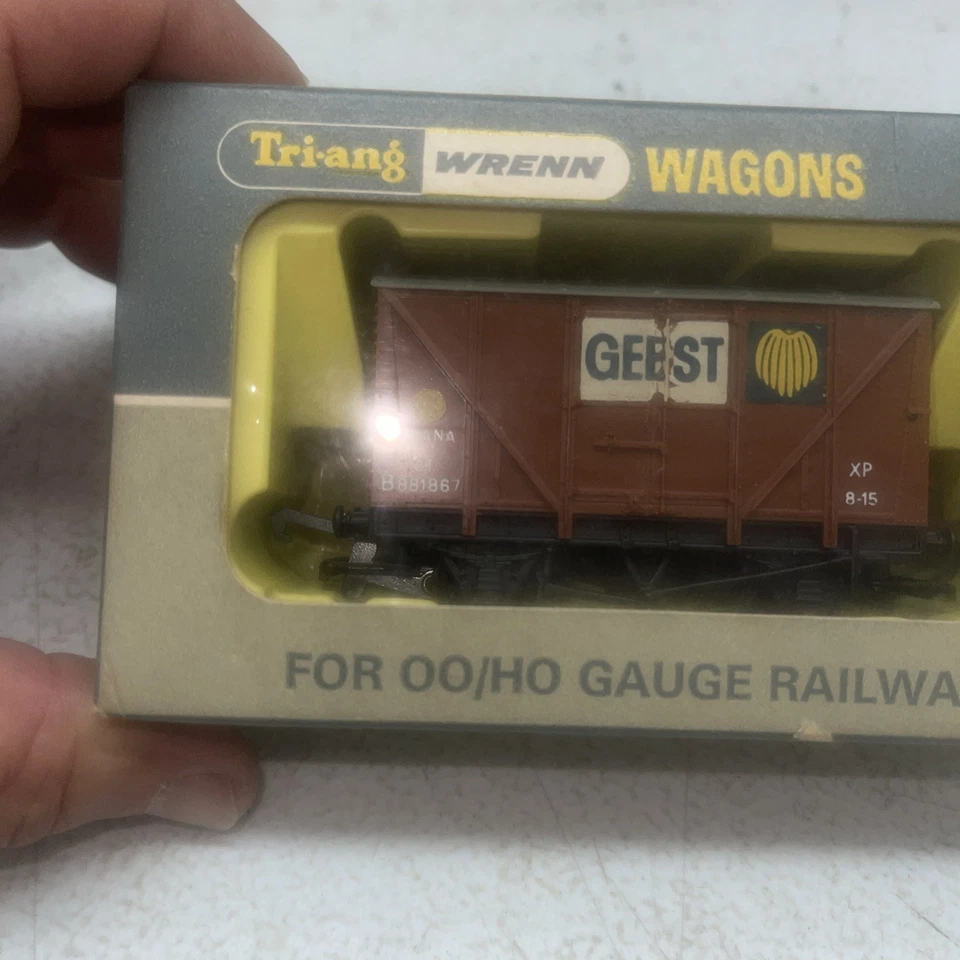 Tri-ang WRENN WAGONS
GEEST
B881867
XP
8-15
FOR OO/HO GAUGE RAILWA